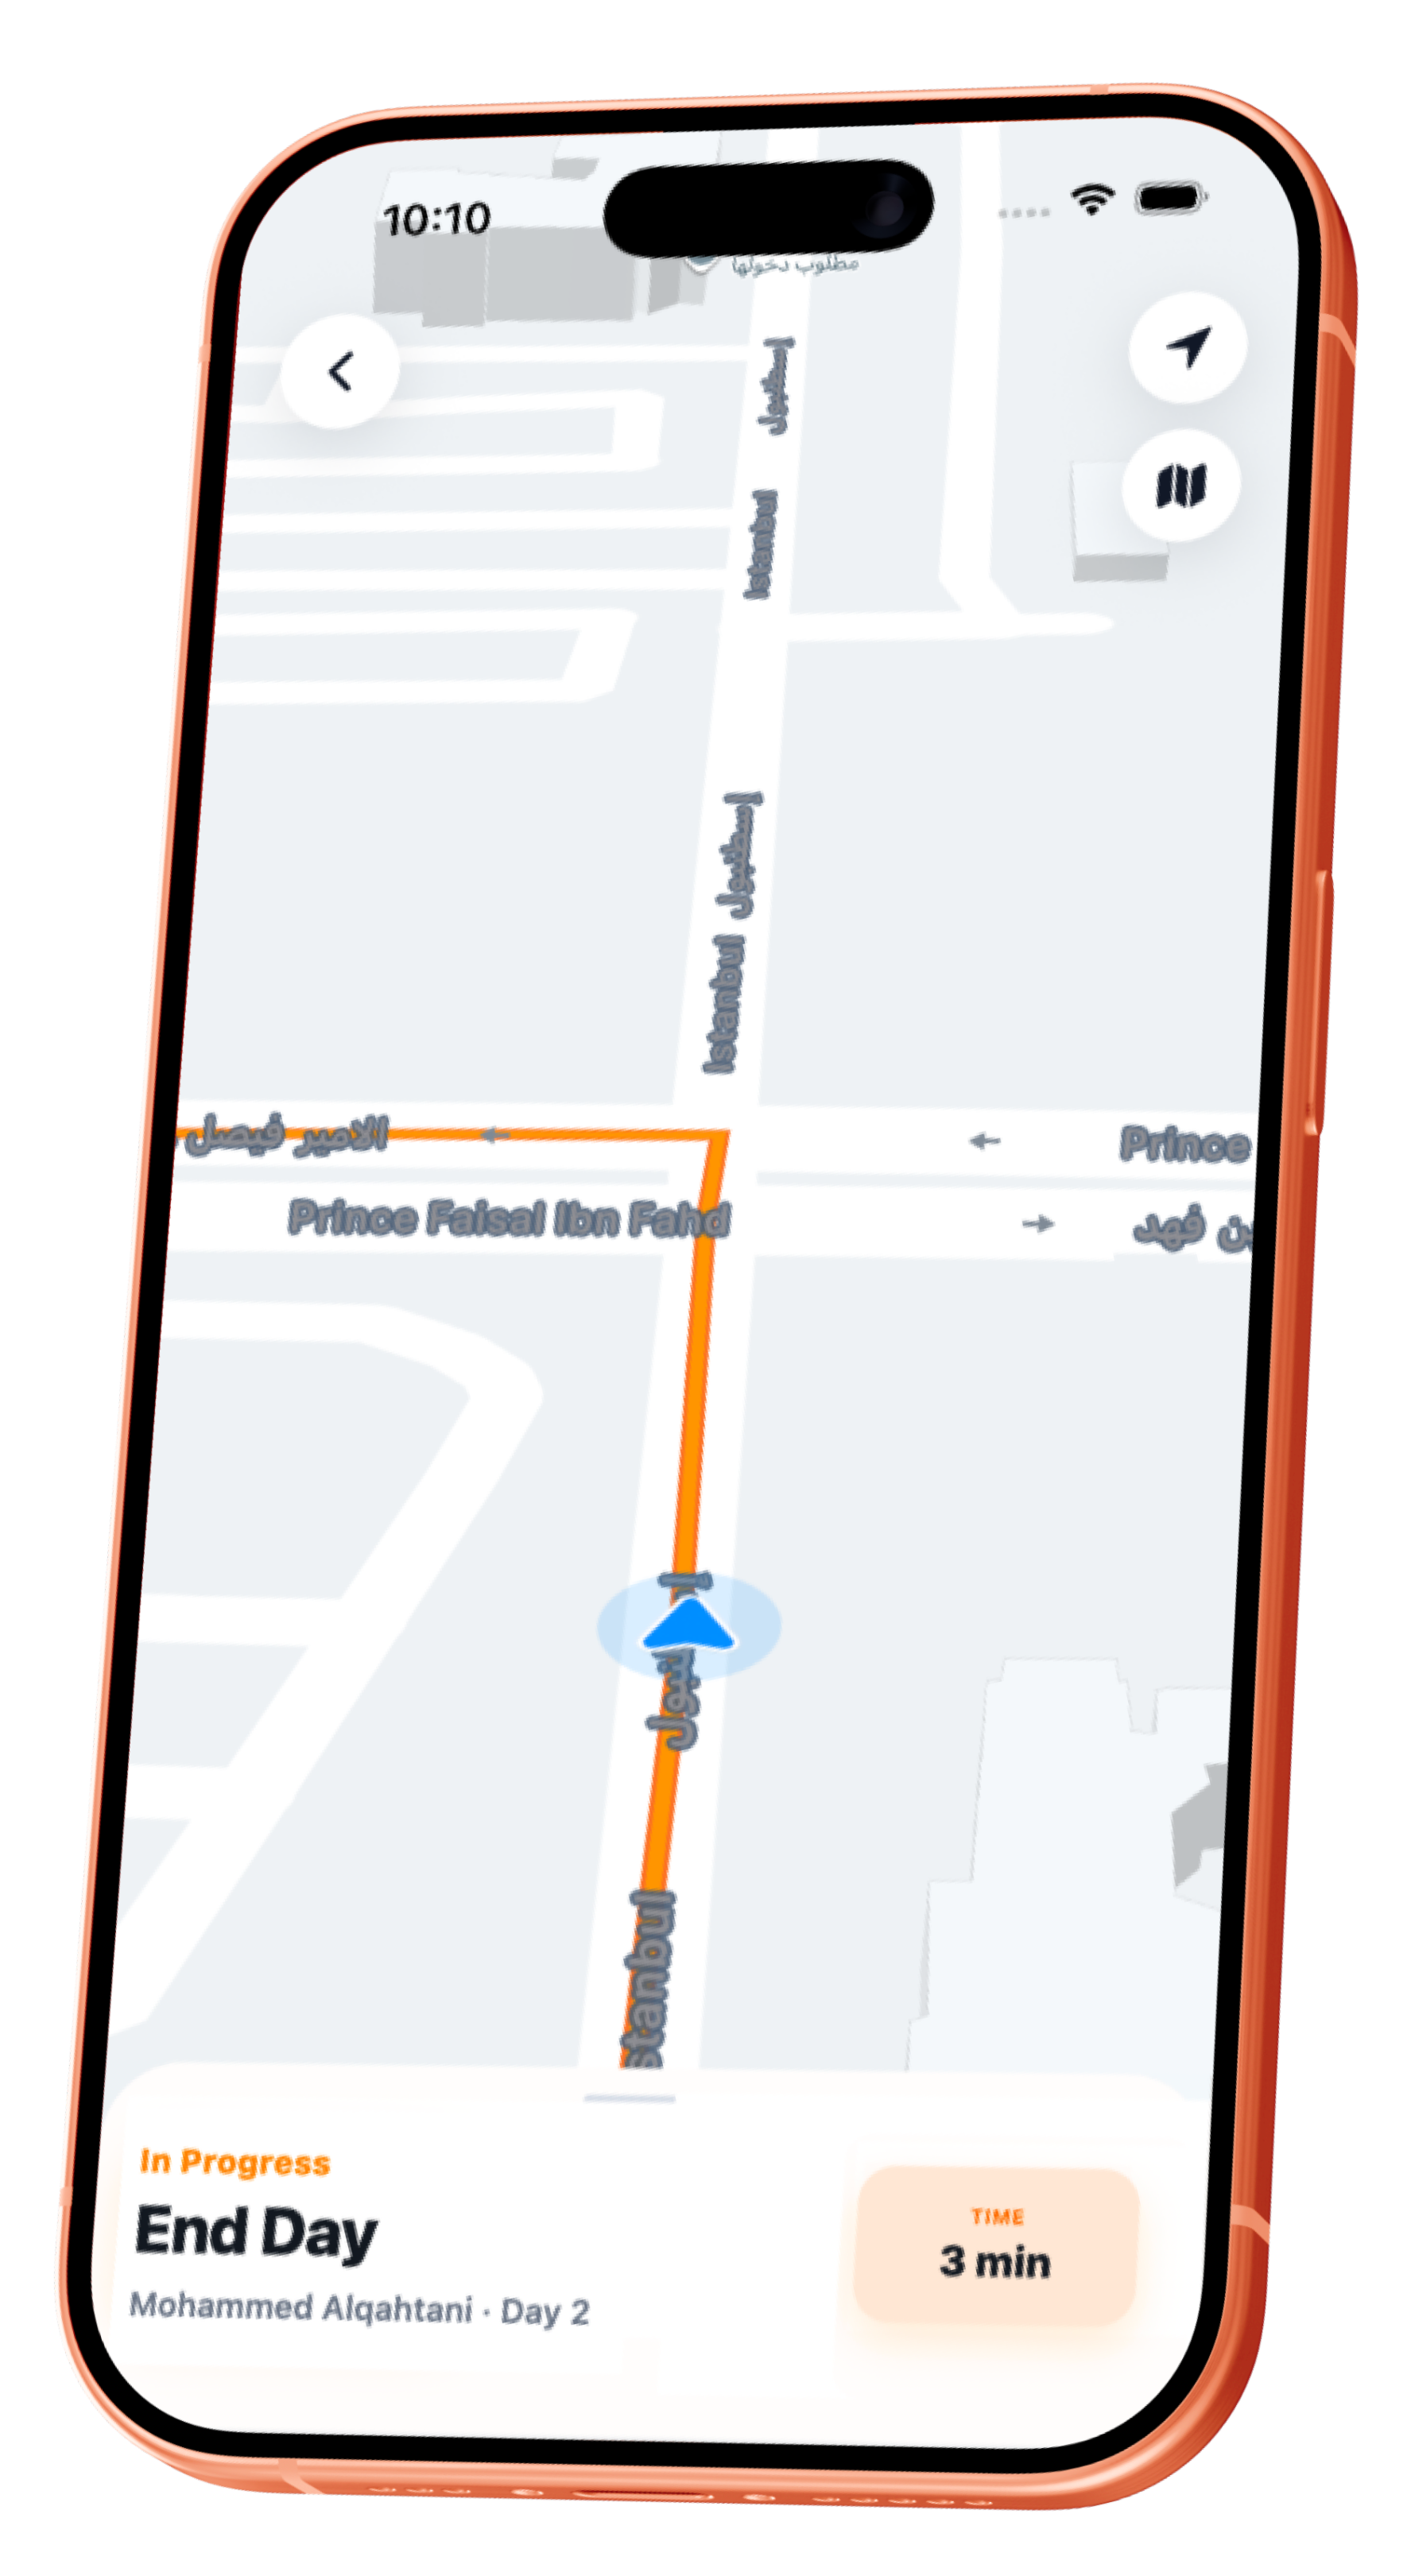 10:10
مطلوب دخولها
إسطنبول
Istanbul
إسطنبول
Istanbul
الامير فيصل
Prince
Prince Faisal Ibn Fahd
بن فهد
Istanbul
In Progress
End Day
Mohammed Alqahtani · Day 2
TIME
3 min